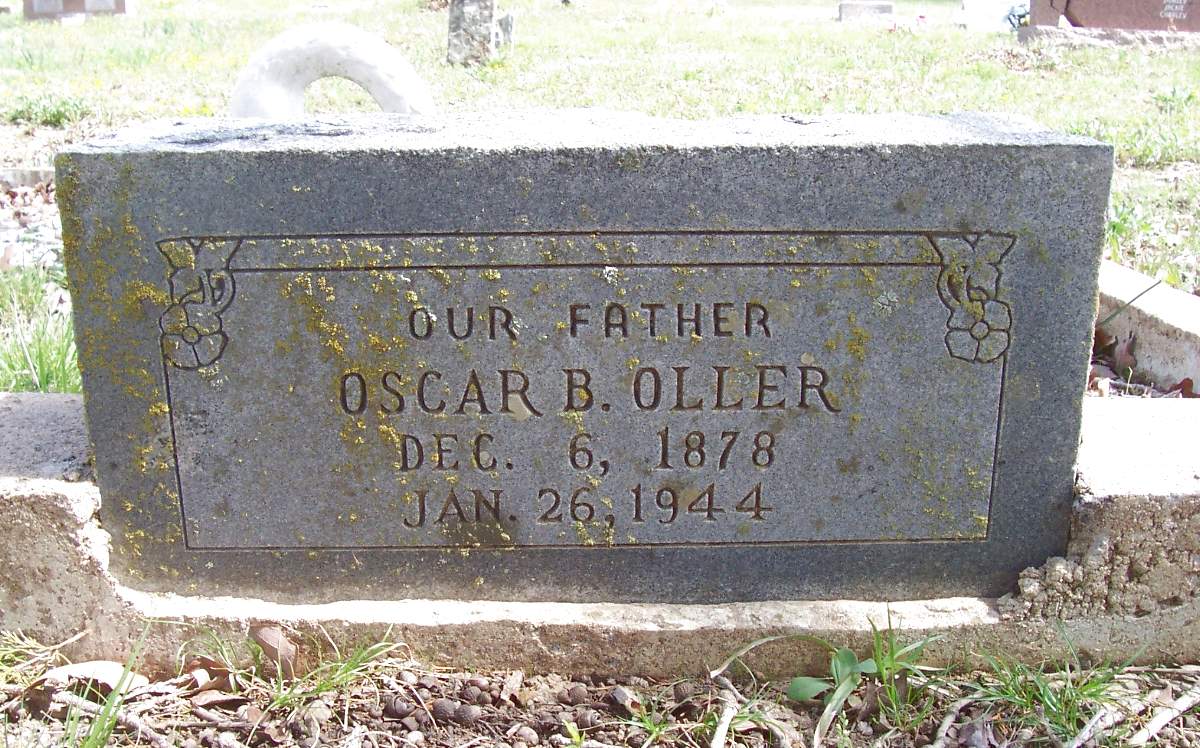 OUR FATHER
OSCAR B. OLLER
DEC. 6, 1878
JAN. 26, 1944